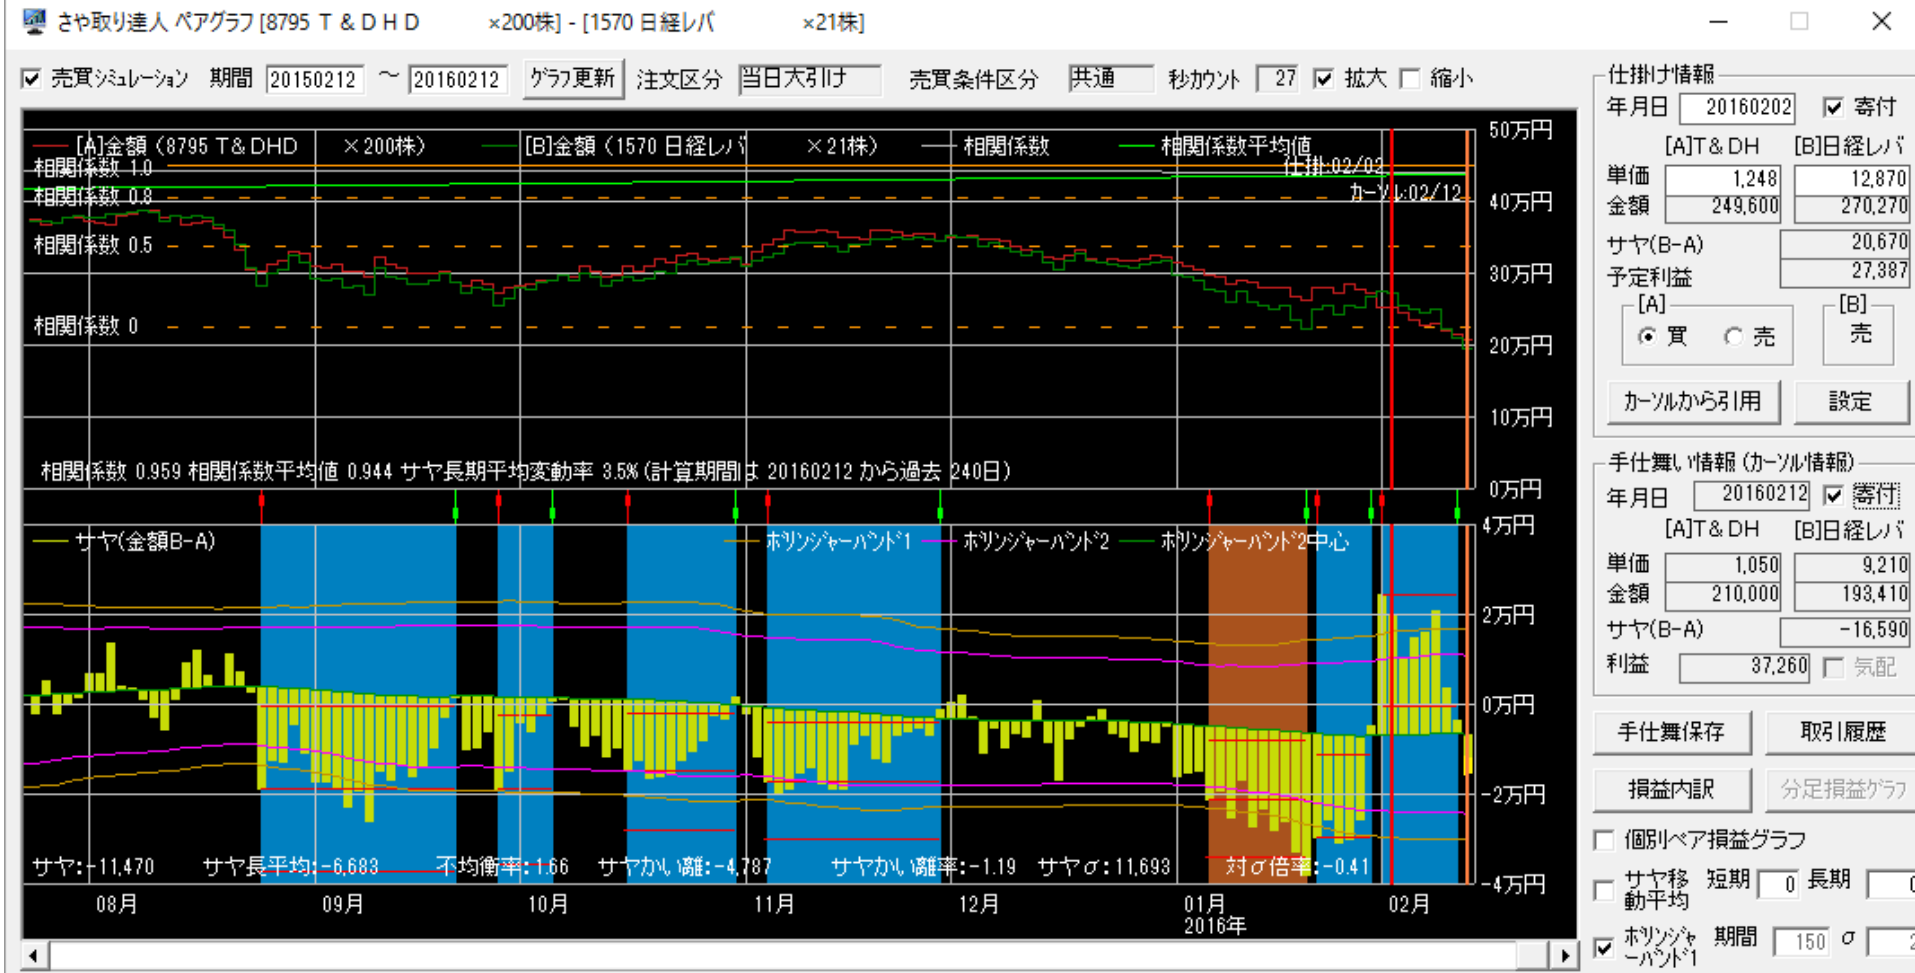 さや取り達人 ペアグラフ [8795 T & D H D ×200株] - [1570 日経レバ ×21株]
売買シミュレーション 期間 20150212 ～ 20160212 グラフ更新 注文区分 当日大引け 売買条件区分 共通 秒カウント 27 拡大 縮小
[A]金額 (8795 T&DHD ×200株) [B]金額 (1570 日経レバ ×21株) 相関係数 相関係数平均値
相関係数 1.0
仕掛:02/02
相関係数 0.8
カーソル:02/12
相関係数 0.5
相関係数 0
50万円
40万円
30万円
20万円
10万円
0万円
相関係数 0.959 相関係数平均値 0.944 サヤ長期平均変動率 3.5% (計算期間は 20160212 から過去 240日)
サヤ(金額B-A) ボリンジャーバンド1 ボリンジャーバンド2 ボリンジャーバンド2中心
4万円
2万円
0万円
-2万円
-4万円
サヤ:-11,470 サヤ長平均:-6,683 不均衡率:1.66 サヤかい離:-4,787 サヤかい離率:-1.19 サヤσ:11,693 対σ倍率:-0.41
08月 09月 10月 11月 12月 01月 02月
2016年
仕掛け情報
年月日 20160202 寄付
[A]T&DH [B]日経レバ
単価 1,248 12,870
金額 249,600 270,270
サヤ(B-A) 20,670
予定利益 27,387
[A] [B]
買 売 売
カーソルから引用 設定
手仕舞い情報 (カーソル情報)
年月日 20160212 寄付
[A]T&DH [B]日経レバ
単価 1,050 9,210
金額 210,000 193,410
サヤ(B-A) -16,590
利益 37,260 気配
手仕舞保存 取引履歴
損益内訳 分足損益グラフ
個別ペア損益グラフ
サヤ移動平均 短期 0 長期 0
ボリンジャーバンド1 期間 150 σ 2